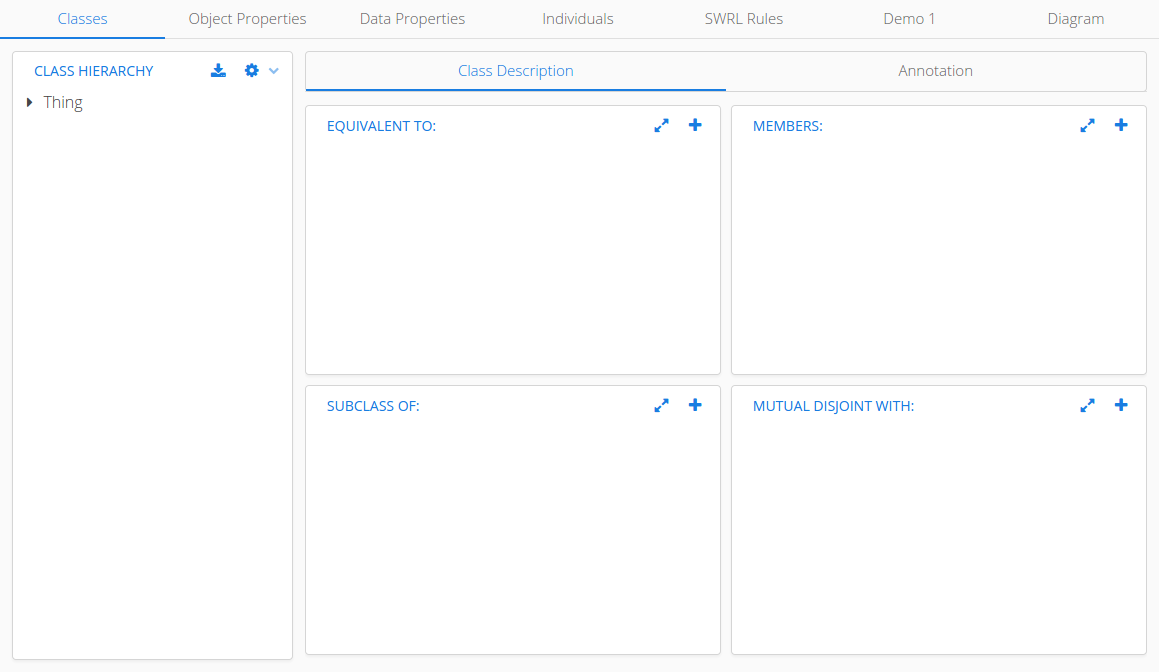 Classes Object Properties Data Properties Individuals SWRL Rules Demo 1 Diagram
CLASS HIERARCHY
Thing
Class Description Annotation
EQUIVALENT TO:
MEMBERS:
SUBCLASS OF:
MUTUAL DISJOINT WITH: